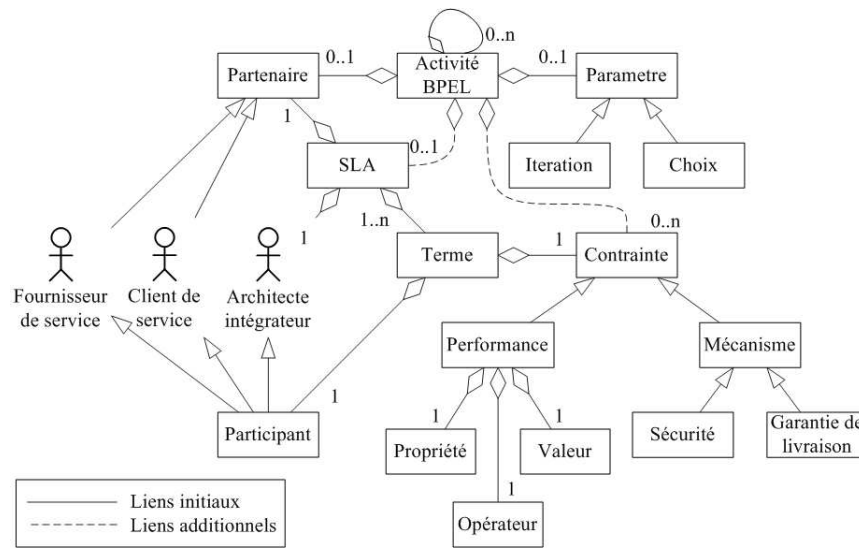 0..n
0..1
0..1
Partenaire
Activité
BPEL
Parametre
1
0..1
SLA
Iteration
Choix
1..n
0..n
1
Terme
1
Contrainte
Fournisseur
de service
Client de
service
Architecte
intégrateur
Performance
Mécanisme
1
Participant
1
1
Propriété
Valeur
Sécurité
Garantie de
livraison
1
Opérateur
Liens initiaux
Liens additionnels